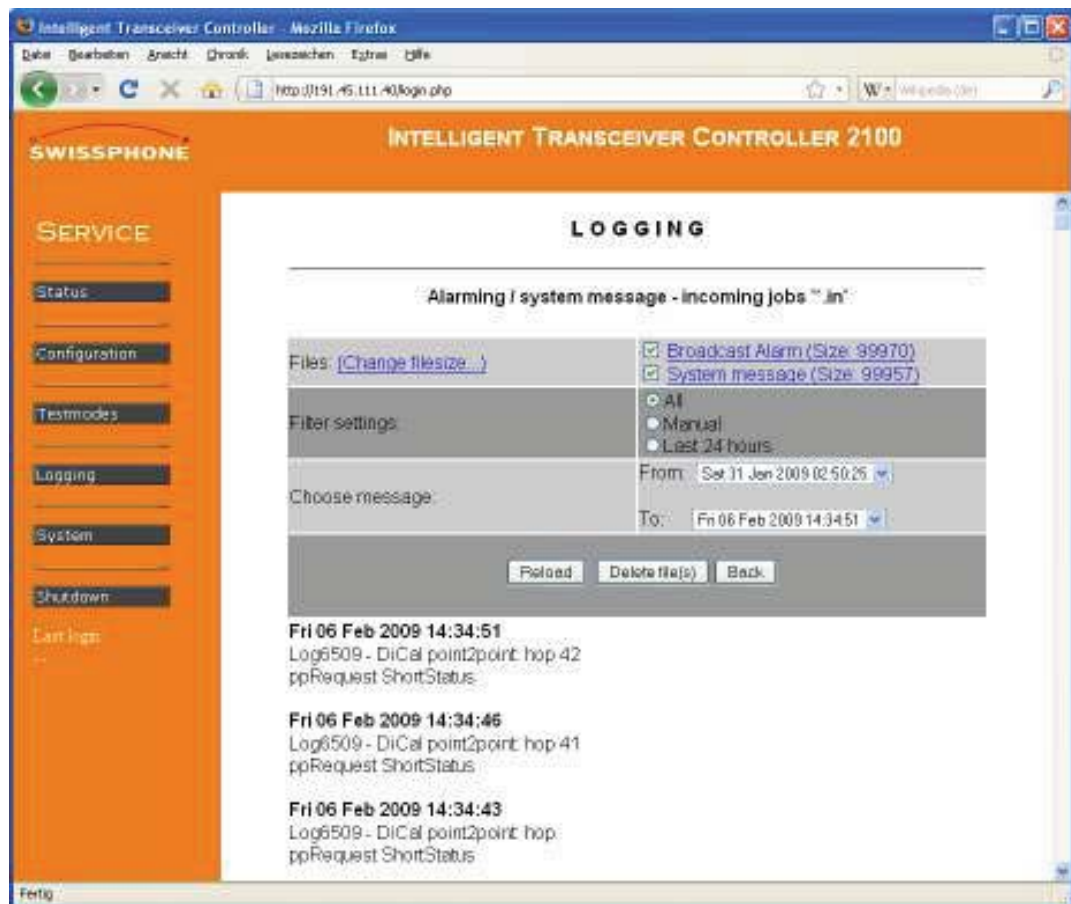 Intelligent Transceiver Controller - Mozilla Firefox
Datei Bearbeiten Ansicht Chronik Lesezeichen Extras Hilfe
http://191.45.111.40/login.php
W Wikipedia (de)
SWISSPHONE
INTELLIGENT TRANSCEIVER CONTROLLER 2100
SERVICE
Status
Configuration
Testmodes
Logging
System
Shutdown
Last login
--
LOGGING
Alarming / system message - incoming jobs "*.in"
Files: (Change filesize...)
Broadcast Alarm (Size: 99970)
System message (Size: 99957)
Filter settings:
All
Manual
Last 24 hours
Choose message:
From: Sat 31 Jan 2009 02:50:25
To: Fri 06 Feb 2009 14:34:51
Reload Delete file(s) Back
Fri 06 Feb 2009 14:34:51
Log6509 - DiCal point2point: hop 42
ppRequest ShortStatus
Fri 06 Feb 2009 14:34:46
Log6509 - DiCal point2point: hop 41
ppRequest ShortStatus
Fri 06 Feb 2009 14:34:43
Log6509 - DiCal point2point: hop
ppRequest ShortStatus
Fertig